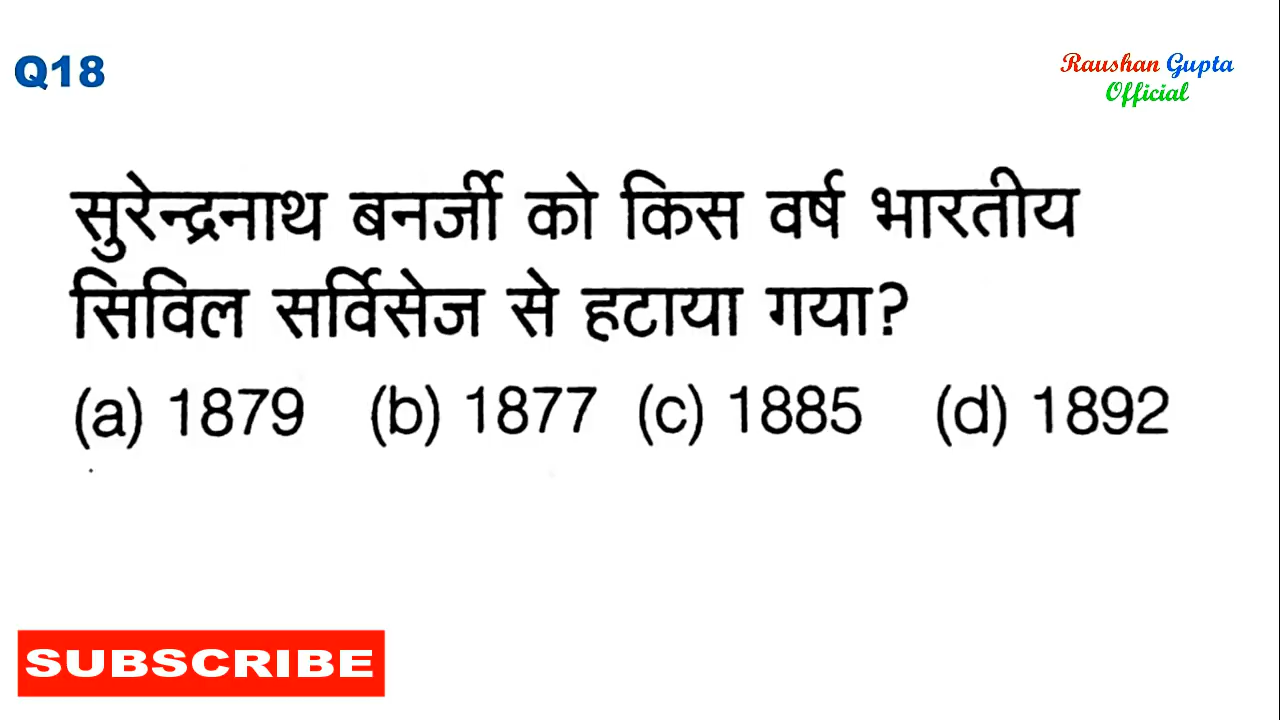 Q18
Raushan Gupta
Official
सुरेन्द्रनाथ बनर्जी को किस वर्ष भारतीय
सिविल सर्विसेज से हटाया गया?
(a) 1879 (b) 1877 (c) 1885 (d) 1892
SUBSCRIBE